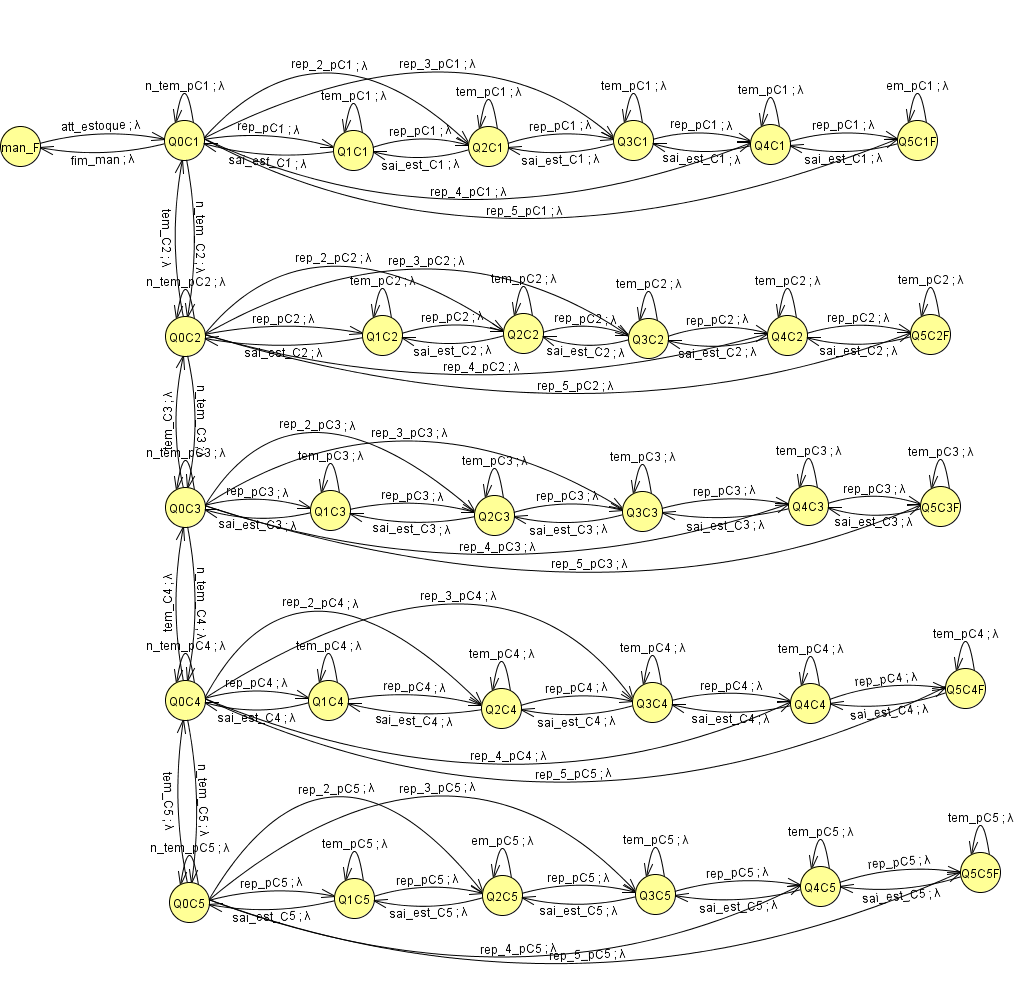 rep_2_pC1 ; λ
rep_3_pC1 ; λ
n_tem_pC1 ; λ
tem_pC1 ; λ
tem_pC1 ; λ
tem_pC1 ; λ
tem_pC1 ; λ
em_pC1 ; λ
att_estoque ; λ
rep_pC1 ; λ
rep_pC1 ; λ
rep_pC1 ; λ
rep_pC1 ; λ
rep_pC1 ; λ
man_F
Q0C1
Q1C1
Q2C1
Q3C1
Q4C1
Q5C1F
fim_man ; λ
sai_est_C1 ; λ
sai_est_C1 ; λ
sai_est_C1 ; λ
sai_est_C1 ; λ
sai_est_C1 ; λ
rep_4_pC1 ; λ
rep_5_pC1 ; λ
tem_C2 ; λ
n_tem_C2 ; λ
rep_2_pC2 ; λ
rep_3_pC2 ; λ
n_tem_pC2 ; λ
tem_pC2 ; λ
tem_pC2 ; λ
tem_pC2 ; λ
tem_pC2 ; λ
tem_pC2 ; λ
rep_pC2 ; λ
rep_pC2 ; λ
rep_pC2 ; λ
rep_pC2 ; λ
rep_pC2 ; λ
Q0C2
Q1C2
Q2C2
Q3C2
Q4C2
Q5C2F
sai_est_C2 ; λ
sai_est_C2 ; λ
sai_est_C2 ; λ
sai_est_C2 ; λ
sai_est_C2 ; λ
rep_4_pC2 ; λ
rep_5_pC2 ; λ
tem_C3 ; λ
n_tem_C3 ; λ
rep_2_pC3 ; λ
rep_3_pC3 ; λ
n_tem_pC3 ; λ
tem_pC3 ; λ
tem_pC3 ; λ
tem_pC3 ; λ
tem_pC3 ; λ
tem_pC3 ; λ
rep_pC3 ; λ
rep_pC3 ; λ
rep_pC3 ; λ
rep_pC3 ; λ
rep_pC3 ; λ
Q0C3
Q1C3
Q2C3
Q3C3
Q4C3
Q5C3F
sai_est_C3 ; λ
sai_est_C3 ; λ
sai_est_C3 ; λ
sai_est_C3 ; λ
sai_est_C3 ; λ
rep_4_pC3 ; λ
rep_5_pC3 ; λ
tem_C4 ; λ
n_tem_C4 ; λ
rep_2_pC4 ; λ
rep_3_pC4 ; λ
n_tem_pC4 ; λ
tem_pC4 ; λ
tem_pC4 ; λ
tem_pC4 ; λ
tem_pC4 ; λ
tem_pC4 ; λ
rep_pC4 ; λ
rep_pC4 ; λ
rep_pC4 ; λ
rep_pC4 ; λ
rep_pC4 ; λ
Q0C4
Q1C4
Q2C4
Q3C4
Q4C4
Q5C4F
sai_est_C4 ; λ
sai_est_C4 ; λ
sai_est_C4 ; λ
sai_est_C4 ; λ
sai_est_C4 ; λ
rep_4_pC4 ; λ
rep_5_pC5 ; λ
tem_C5 ; λ
n_tem_C5 ; λ
rep_2_pC5 ; λ
rep_3_pC5 ; λ
n_tem_pC5 ; λ
tem_pC5 ; λ
em_pC5 ; λ
tem_pC5 ; λ
tem_pC5 ; λ
tem_pC5 ; λ
rep_pC5 ; λ
rep_pC5 ; λ
rep_pC5 ; λ
rep_pC5 ; λ
rep_pC5 ; λ
Q0C5
Q1C5
Q2C5
Q3C5
Q4C5
Q5C5F
sai_est_C5 ; λ
sai_est_C5 ; λ
sai_est_C5 ; λ
sai_est_C5 ; λ
sai_est_C5 ; λ
rep_4_pC5 ; λ
rep_5_pC5 ; λ